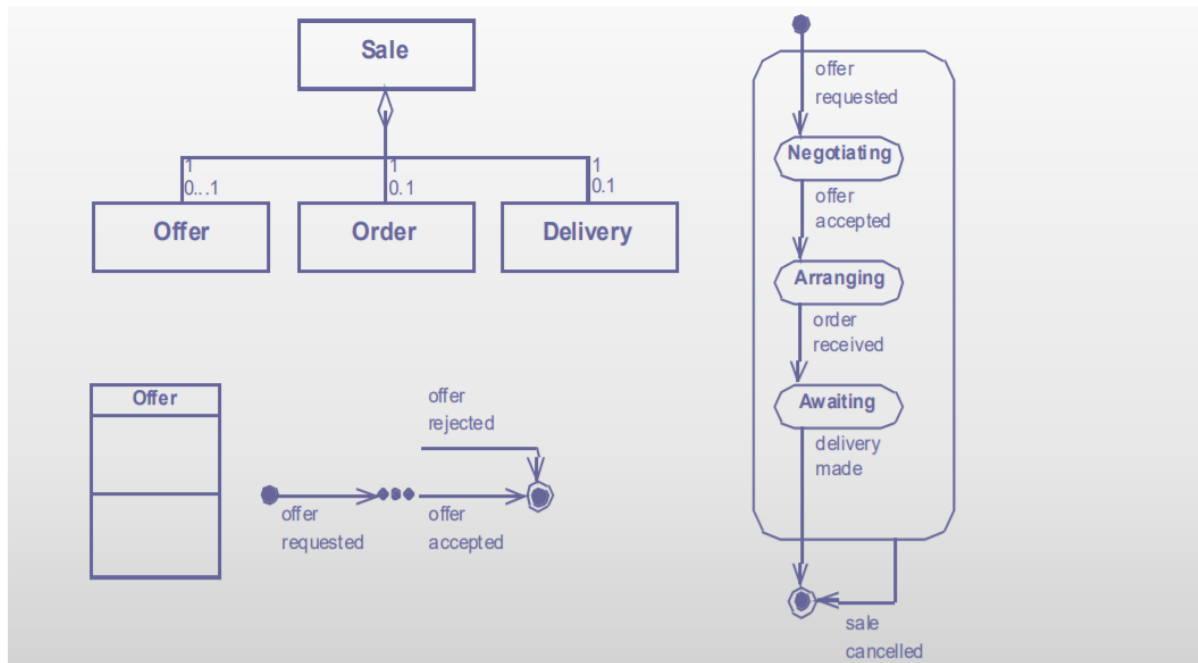 Sale
1
0...1
1
0.1
1
0.1
Offer
Order
Delivery
Offer
offer
rejected
offer
requested
offer
accepted
offer
requested
Negotiating
offer
accepted
Arranging
order
received
Awaiting
delivery
made
sale
cancelled